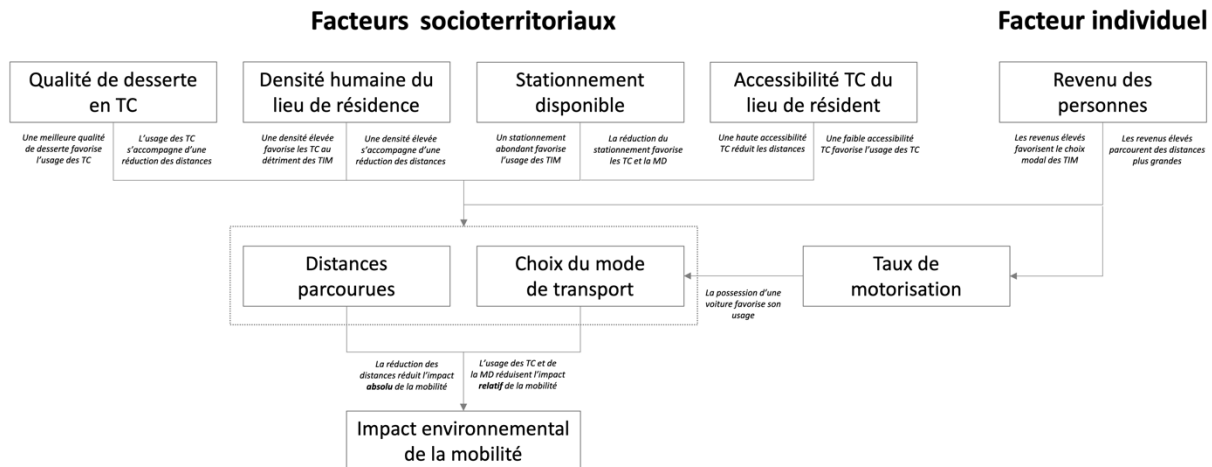 Facteurs socioterritoriaux
Facteur individuel
Qualité de desserte
en TC
Densité humaine du
lieu de résidence
Stationnement
disponible
Accessibilité TC du
lieu de résident
Revenu des
personnes
Une meilleure qualité
de desserte favorise
l'usage des TC
L'usage des TC
s'accompagne d'une
réduction des distances
Une densité élevée
favorise les TC au
détriment des TIM
Une densité élevée
s'accompagne d'une
réduction des distances
Un stationnement
abondant favorise
l'usage des TIM
La réduction du
stationnement favorise
les TC et la MD
Une haute accessibilité
TC réduit les distances
Une faible accessibilité
TC favorise l'usage des TC
Les revenus élevés
favorisent le choix
modal des TIM
Les revenus élevés
parcourent des distances
plus grandes
Distances
parcourues
Choix du mode
de transport
Taux de
motorisation
La possession d'une
voiture favorise son
usage
La réduction des
distances réduit l'impact
absolu de la mobilité
L'usage des TC et de
la MD réduisent l'impact
relatif de la mobilité
Impact environnemental
de la mobilité